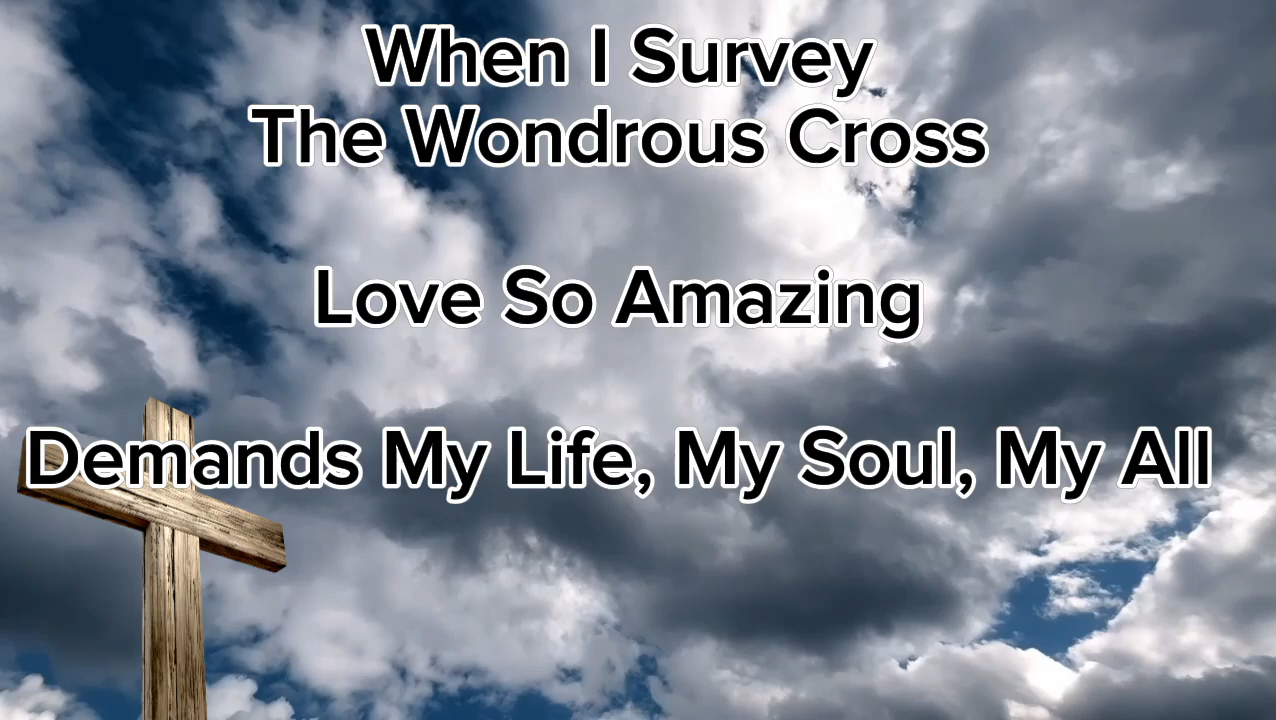 When I Survey
The Wondrous Cross
Love So Amazing
Demands My Life, My Soul, My All